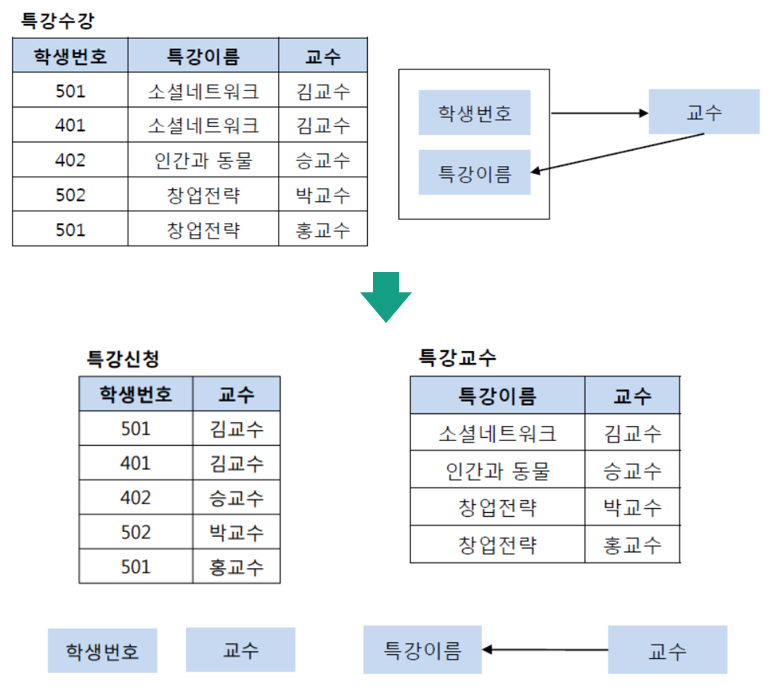 특강수강
학생번호 특강이름 교수
501 소셜네트워크 김교수
401 소셜네트워크 김교수
402 인간과 동물 승교수
502 창업전략 박교수
501 창업전략 홍교수
학생번호 교수
특강이름
특강신청
학생번호 교수
501 김교수
401 김교수
402 승교수
502 박교수
501 홍교수
특강교수
특강이름 교수
소셜네트워크 김교수
인간과 동물 승교수
창업전략 박교수
창업전략 홍교수
학생번호 교수 특강이름 교수